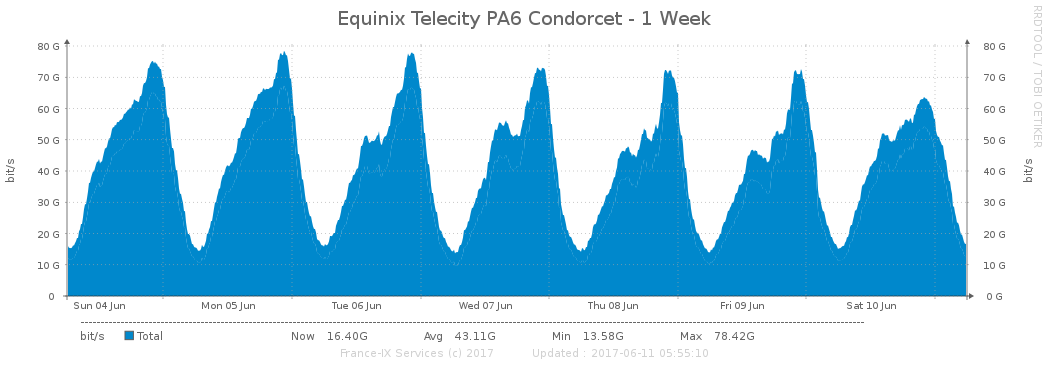 Equinix Telecity PA6 Condorcet - 1 Week
RRDTOOL / TOBI OETIKER
bit/s
80 G
70 G
60 G
50 G
40 G
30 G
20 G
10 G
0
80 G
70 G
60 G
50 G
40 G
30 G
20 G
10 G
0 G
bit/s
Sun 04 Jun Mon 05 Jun Tue 06 Jun Wed 07 Jun Thu 08 Jun Fri 09 Jun Sat 10 Jun
bit/s Total Now 16.40G Avg 43.11G Min 13.58G Max 78.42G
France-IX Services (c) 2017 Updated : 2017-06-11 05:55:10